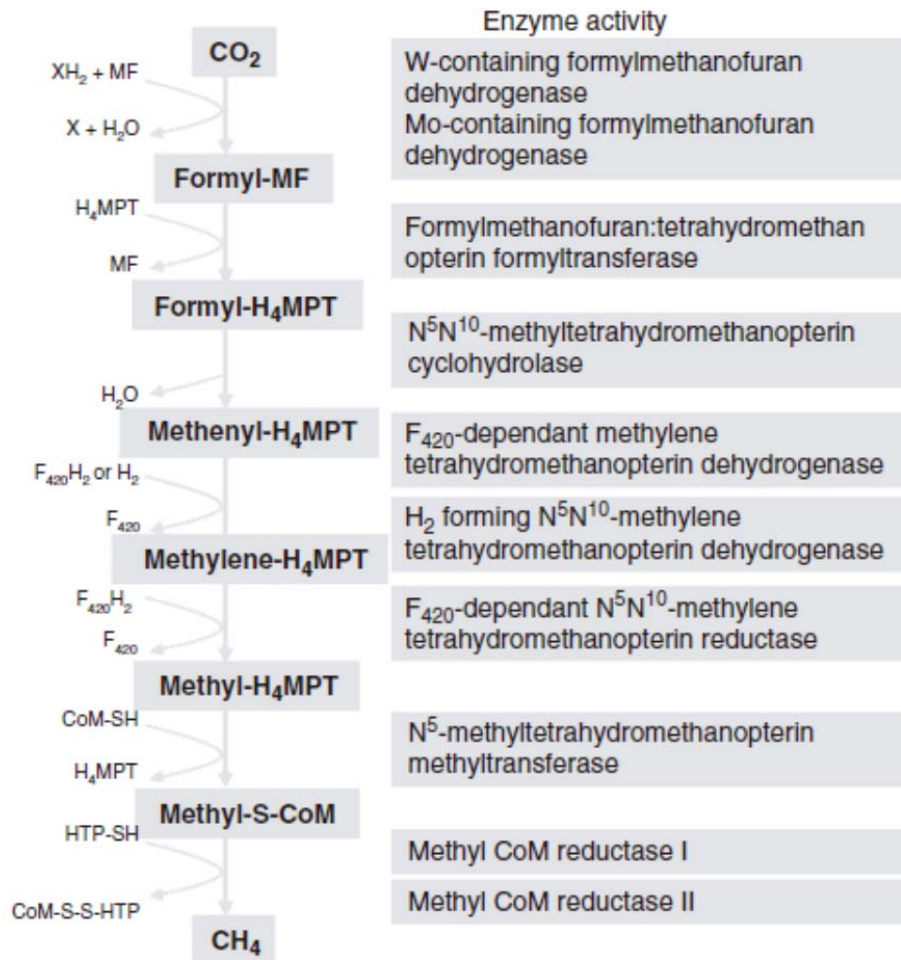 Enzyme activity
CO₂
XH₂ + MF
X + H₂O
W-containing formylmethanofuran
dehydrogenase
Mo-containing formylmethanofuran
dehydrogenase
Formyl-MF
H₄MPT
MF
Formylmethanofuran:tetrahydromethan
opterin formyltransferase
Formyl-H₄MPT
H₂O
N⁵N¹⁰-methyltetrahydromethanopterin
cyclohydrolase
Methenyl-H₄MPT
F₄₂₀H₂ or H₂
F₄₂₀
F₄₂₀-dependant methylene
tetrahydromethanopterin dehydrogenase
H₂ forming N⁵N¹⁰-methylene
tetrahydromethanopterin dehydrogenase
Methylene-H₄MPT
F₄₂₀H₂
F₄₂₀
F₄₂₀-dependant N⁵N¹⁰-methylene
tetrahydromethanopterin reductase
Methyl-H₄MPT
CoM-SH
H₄MPT
N⁵-methyltetrahydromethanopterin
methyltransferase
Methyl-S-CoM
HTP-SH
CoM-S-S-HTP
Methyl CoM reductase I
Methyl CoM reductase II
CH₄